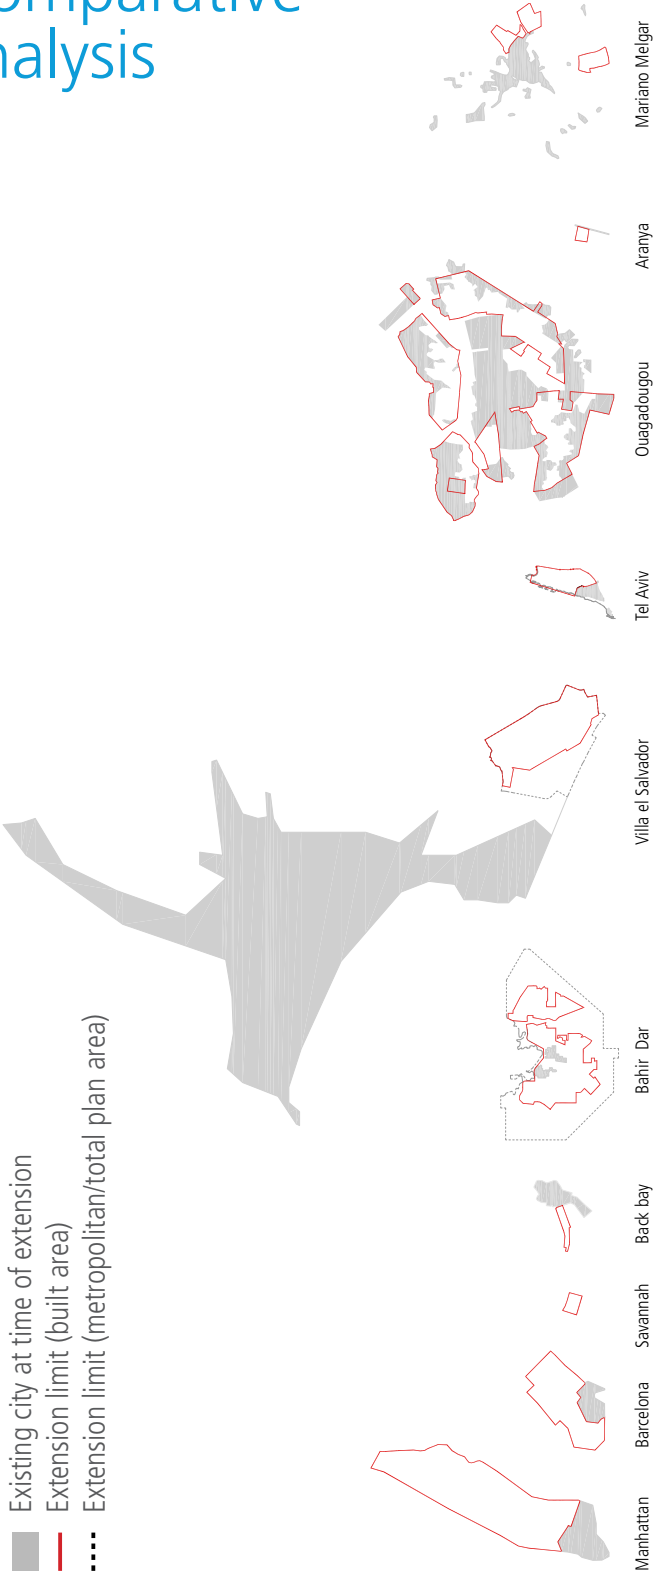 omparative
nalysis
Existing city at time of extension
Extension limit (built area)
Extension limit (metropolitan/total plan area)
Manhattan
Barcelona
Savannah
Back bay
Bahir Dar
Villa el Salvador
Tel Aviv
Ouagadougou
Aranya
Mariano Melgar